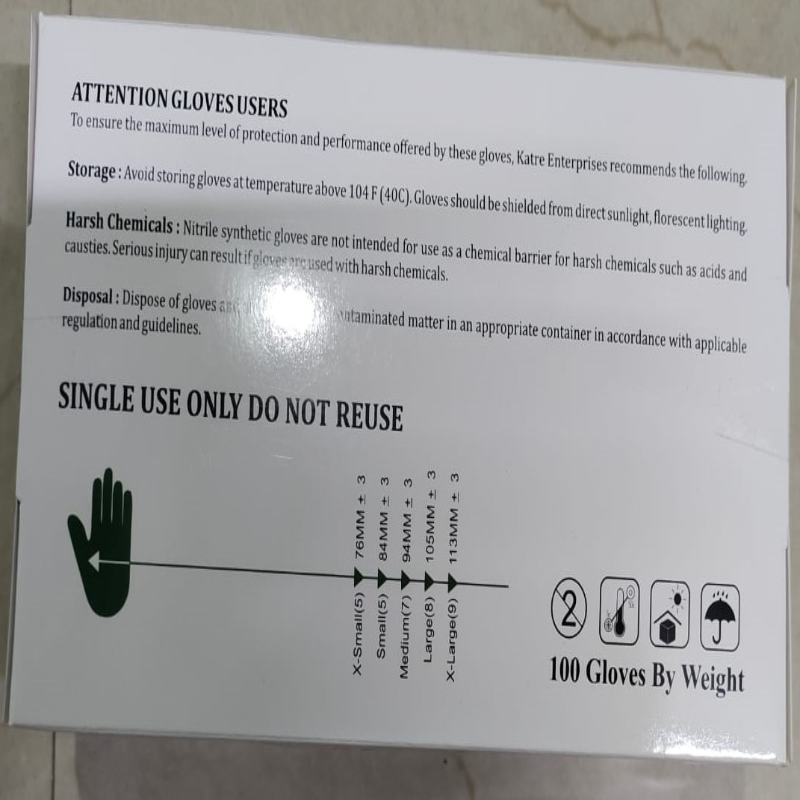 ATTENTION GLOVES USERS
To ensure the maximum level of protection and performance offered by these gloves, Katre Enterprises recommends the following.
Storage : Avoid storing gloves at temperature above 104 F (40C). Gloves should be shielded from direct sunlight, florescent lighting.
Harsh Chemicals : Nitrile synthetic gloves are not intended for use as a chemical barrier for harsh chemicals such as acids and
causties. Serious injury can result if gloves are used with harsh chemicals.
Disposal : Dispose of gloves and contaminated matter in an appropriate container in accordance with applicable
regulation and guidelines.
SINGLE USE ONLY DO NOT REUSE
X-Small(5) 76MM ± 3
Small(5) 84MM ± 3
Medium(7) 94MM ± 3
Large(8) 105MM ± 3
X-Large(9) 113MM ± 3
2
100 Gloves By Weight